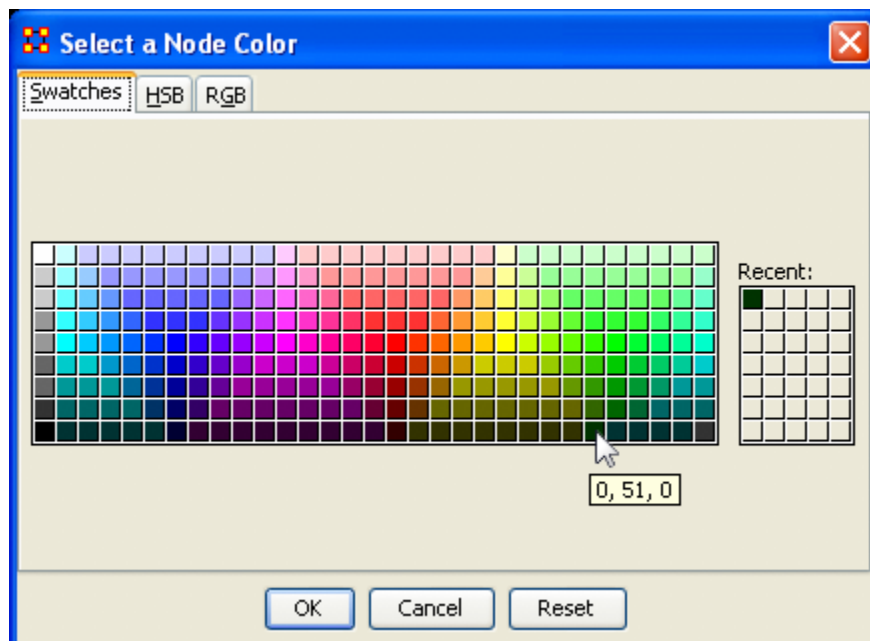 Select a Node Color
Swatches HSB RGB
Recent:
0, 51, 0
OK Cancel Reset